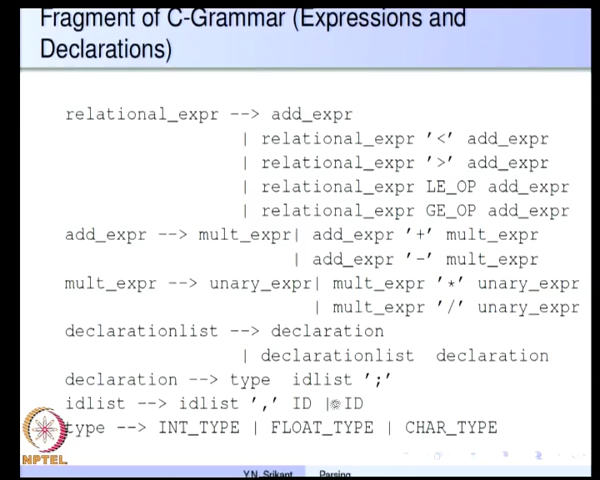 Fragment of C-Grammar (Expressions and
Declarations)
relational_expr --> add_expr
| relational_expr '<' add_expr
| relational_expr '>' add_expr
| relational_expr LE_OP add_expr
| relational_expr GE_OP add_expr
add_expr --> mult_expr| add_expr '+' mult_expr
| add_expr '-' mult_expr
mult_expr --> unary_expr| mult_expr '*' unary_expr
| mult_expr '/' unary_expr
declarationlist --> declaration
| declarationlist declaration
declaration --> type idlist ';'
idlist --> idlist ',' ID | ID
type --> INT_TYPE | FLOAT_TYPE | CHAR_TYPE
NPTEL
Y.N. Srikant Parsing